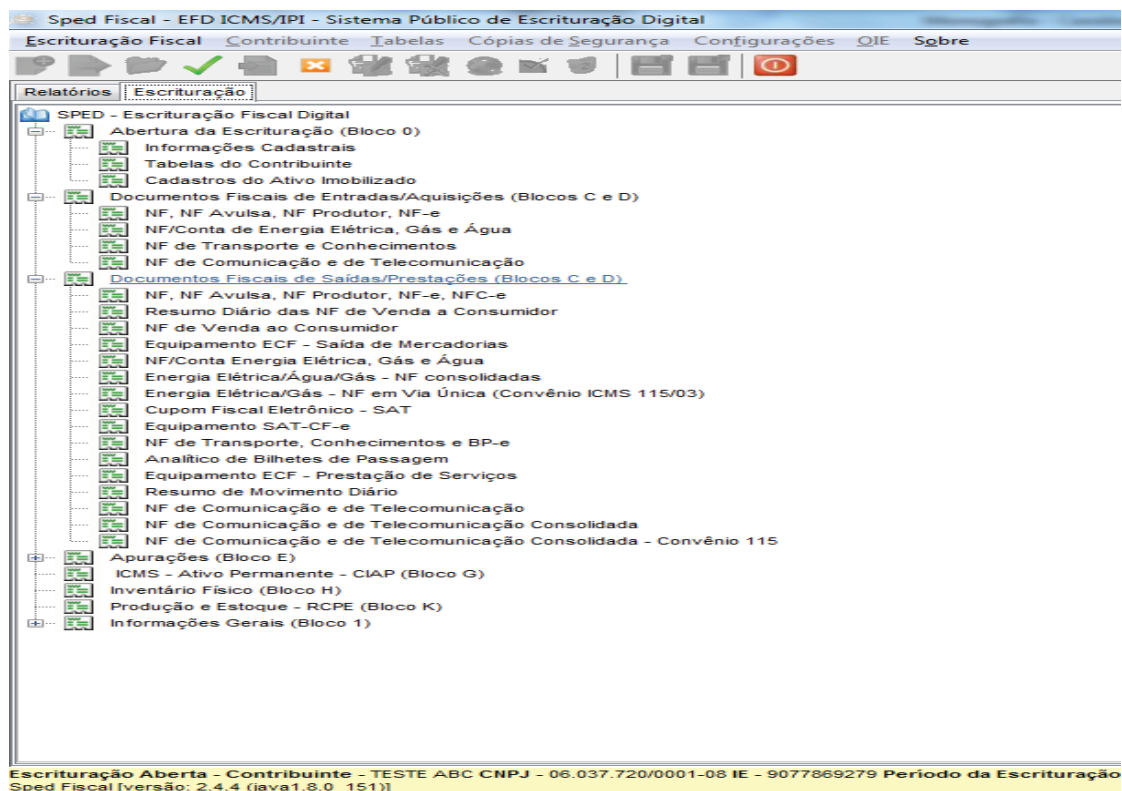 Sped Fiscal - EFD ICMS/IPI - Sistema Público de Escrituração Digital
Escrituração Fiscal Contribuinte Tabelas Cópias de Segurança Configurações OIE Sobre
Relatórios Escrituração
SPED - Escrituração Fiscal Digital
Abertura da Escrituração (Bloco 0)
Informações Cadastrais
Tabelas do Contribuinte
Cadastros do Ativo Imobilizado
Documentos Fiscais de Entradas/Aquisições (Blocos C e D)
NF, NF Avulsa, NF Produtor, NF-e
NF/Conta de Energia Elétrica, Gás e Água
NF de Transporte e Conhecimentos
NF de Comunicação e de Telecomunicação
Documentos Fiscais de Saídas/Prestações (Blocos C e D)
NF, NF Avulsa, NF Produtor, NF-e, NFC-e
Resumo Diário das NF de Venda a Consumidor
NF de Venda ao Consumidor
Equipamento ECF - Saída de Mercadorias
NF/Conta Energia Elétrica, Gás e Água
Energia Elétrica/Água/Gás - NF consolidadas
Energia Elétrica/Gás - NF em Via Única (Convênio ICMS 115/03)
Cupom Fiscal Eletrônico - SAT
Equipamento SAT-CF-e
NF de Transporte, Conhecimentos e BP-e
Analítico de Bilhetes de Passagem
Equipamento ECF - Prestação de Serviços
Resumo de Movimento Diário
NF de Comunicação e de Telecomunicação
NF de Comunicação e de Telecomunicação Consolidada
NF de Comunicação e de Telecomunicação Consolidada - Convênio 115
Apurações (Bloco E)
ICMS - Ativo Permanente - CIAP (Bloco G)
Inventário Físico (Bloco H)
Produção e Estoque - RCPE (Bloco K)
Informações Gerais (Bloco 1)
Escrituração Aberta - Contribuinte - TESTE ABC CNPJ - 06.037.720/0001-08 IE - 9077869279 Período da Escrituração
Sped Fiscal [versão: 2.4.4 (java1.8.0_151)]